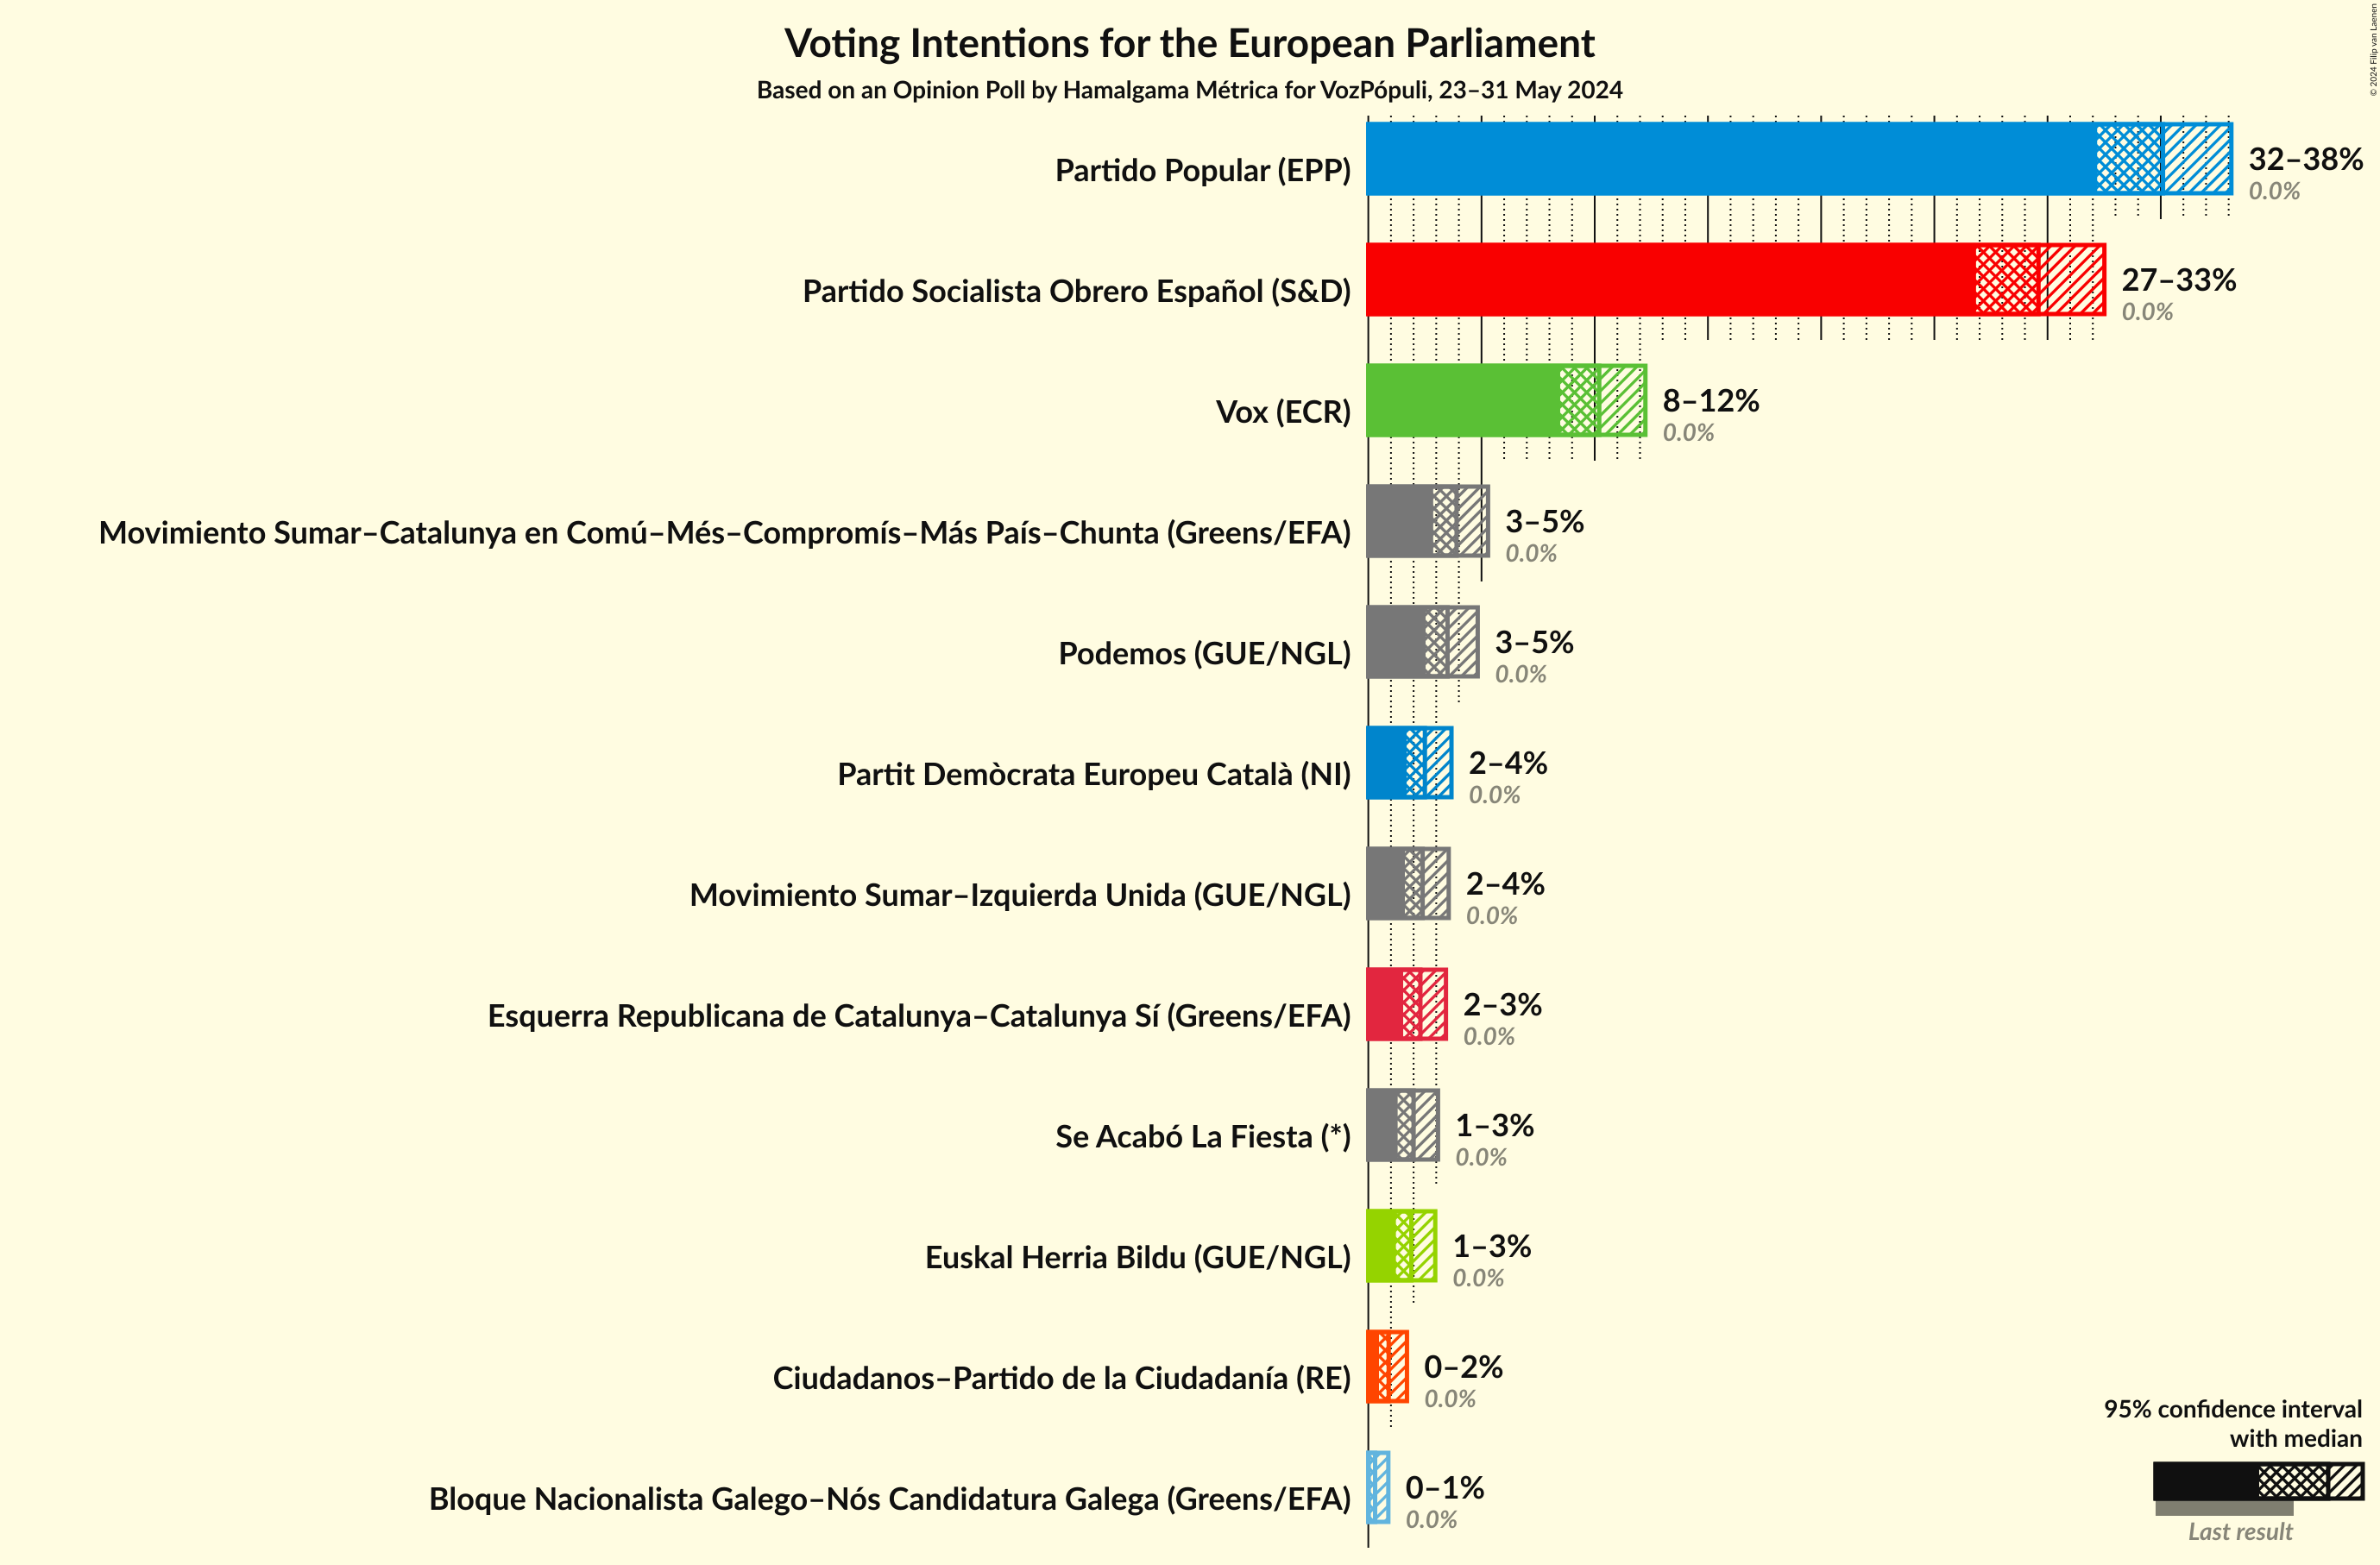 Voting Intentions for the European Parliament
Based on an Opinion Poll by Hamalgama Métrica for VozPópuli, 23–31 May 2024
© 2024 Filip van Laenen
Partido Popular (EPP)
32–38%
0.0%
Partido Socialista Obrero Español (S&D)
27–33%
0.0%
Vox (ECR)
8–12%
0.0%
Movimiento Sumar–Catalunya en Comú–Més–Compromís–Más País–Chunta (Greens/EFA)
3–5%
0.0%
Podemos (GUE/NGL)
3–5%
0.0%
Partit Demòcrata Europeu Català (NI)
2–4%
0.0%
Movimiento Sumar–Izquierda Unida (GUE/NGL)
2–4%
0.0%
Esquerra Republicana de Catalunya–Catalunya Sí (Greens/EFA)
2–3%
0.0%
Se Acabó La Fiesta (*)
1–3%
0.0%
Euskal Herria Bildu (GUE/NGL)
1–3%
0.0%
Ciudadanos–Partido de la Ciudadanía (RE)
0–2%
0.0%
Bloque Nacionalista Galego–Nós Candidatura Galega (Greens/EFA)
0–1%
0.0%
95% confidence interval
with median
Last result